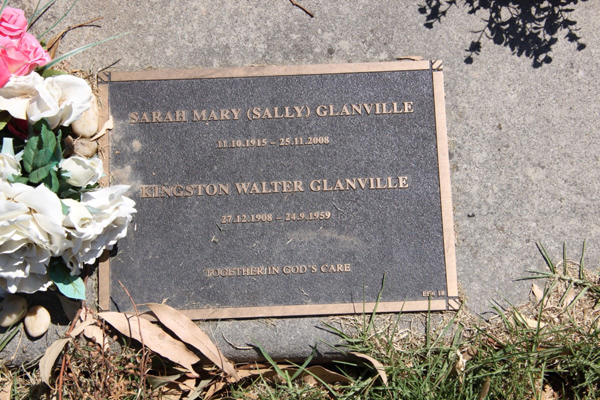 SARAH MARY (SALLY) GLANVILLE
11.10.1915 – 25.11.2008
KINGSTON WALTER GLANVILLE
27.12.1908 – 24.9.1959
TOGETHER IN GOD'S CARE